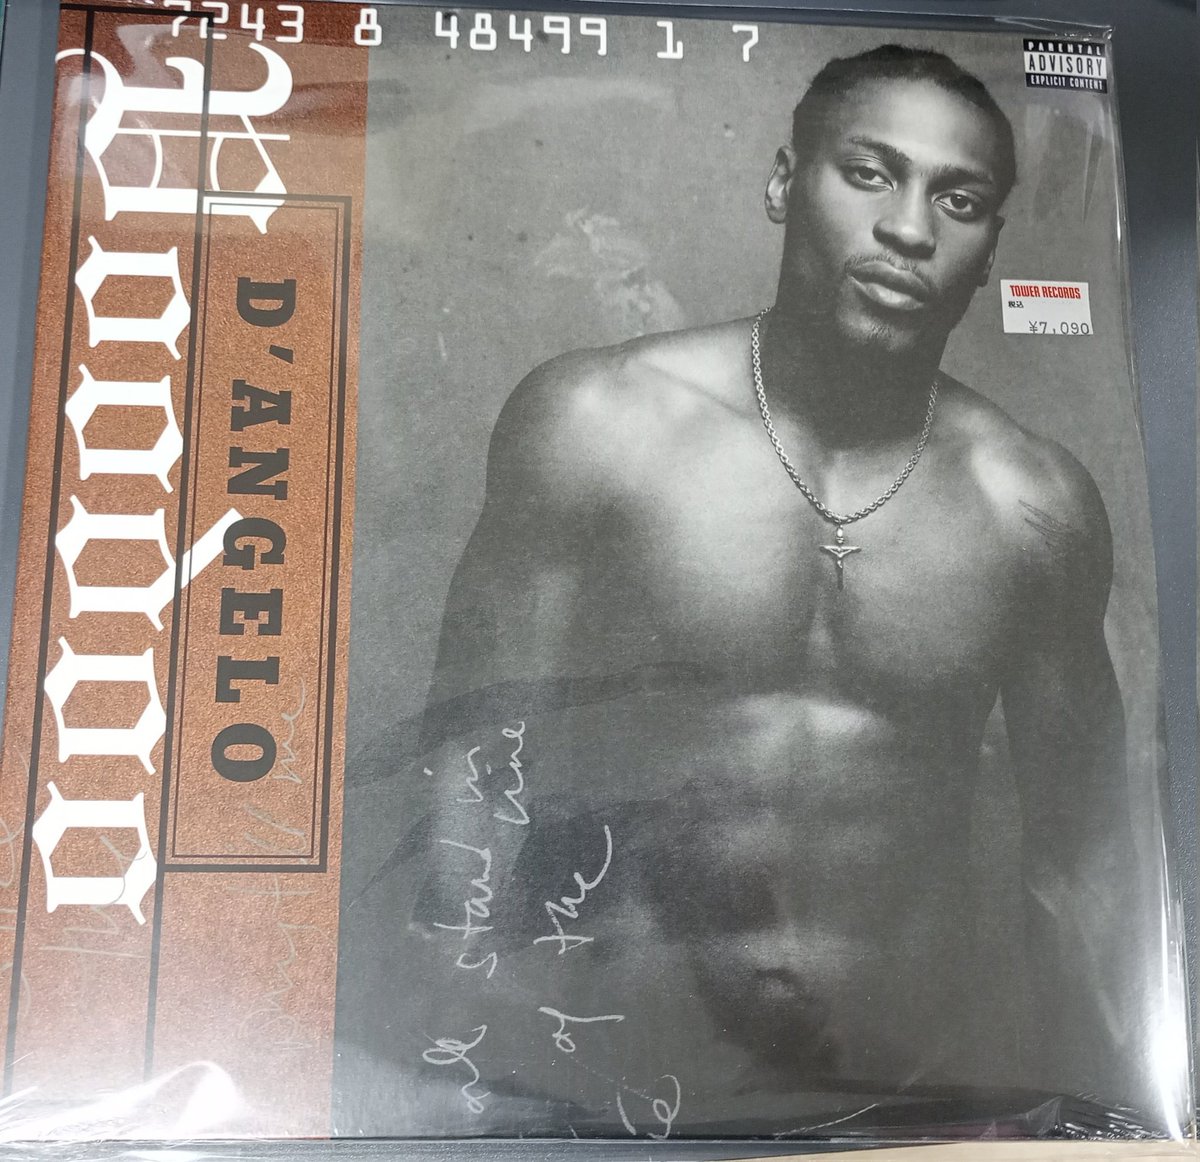 7243 8 48499 1 7
PARENTAL
ADVISORY
EXPLICIT CONTENT
Voodoo
D'ANGELO
TOWER RECORDS
税込
¥7,090
all stand in
line
of the